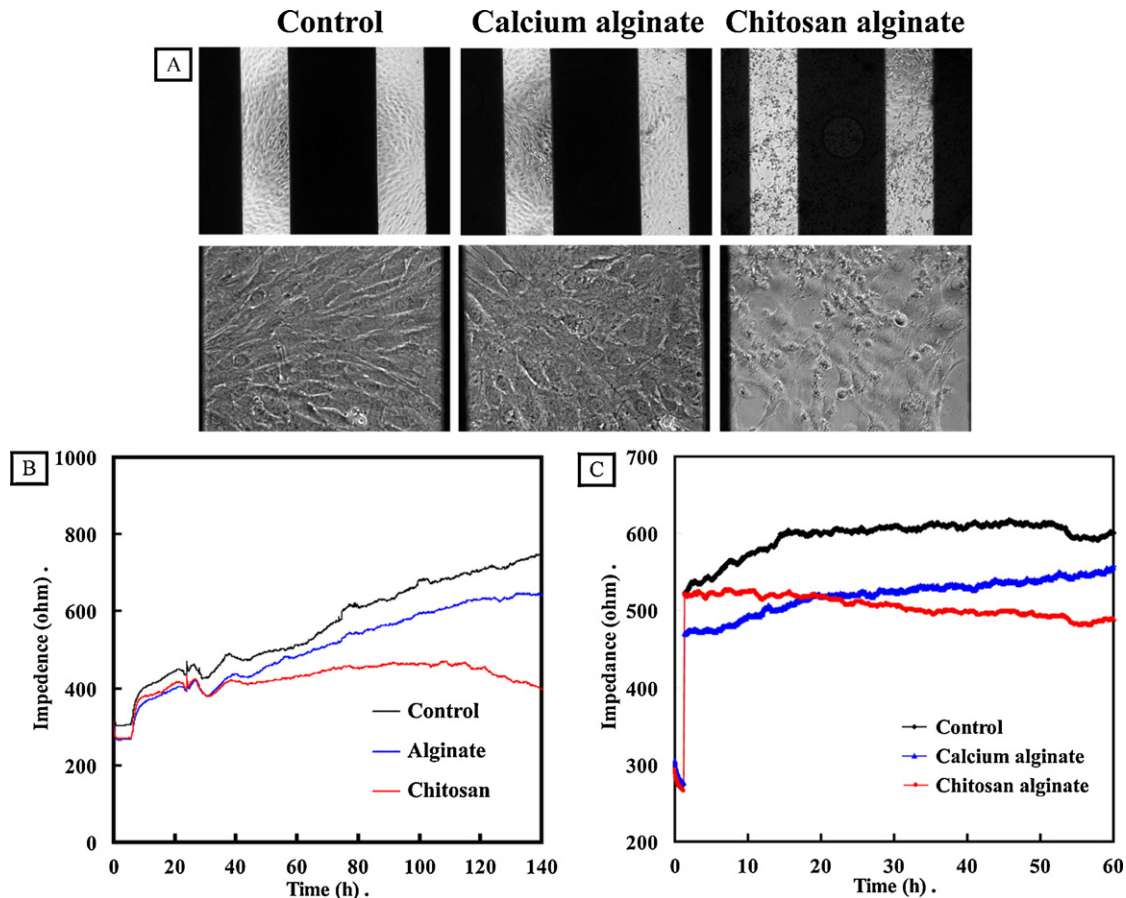 Control Calcium alginate Chitosan alginate
A
B
1000
800
600
400
200
0
Impedence (ohm) .
0 20 40 60 80 100 120 140
Time (h) .
Control
Alginate
Chitosan
C
700
600
500
400
300
200
Impedance (ohm) .
0 10 20 30 40 50 60
Time (h) .
Control
Calcium alginate
Chitosan alginate